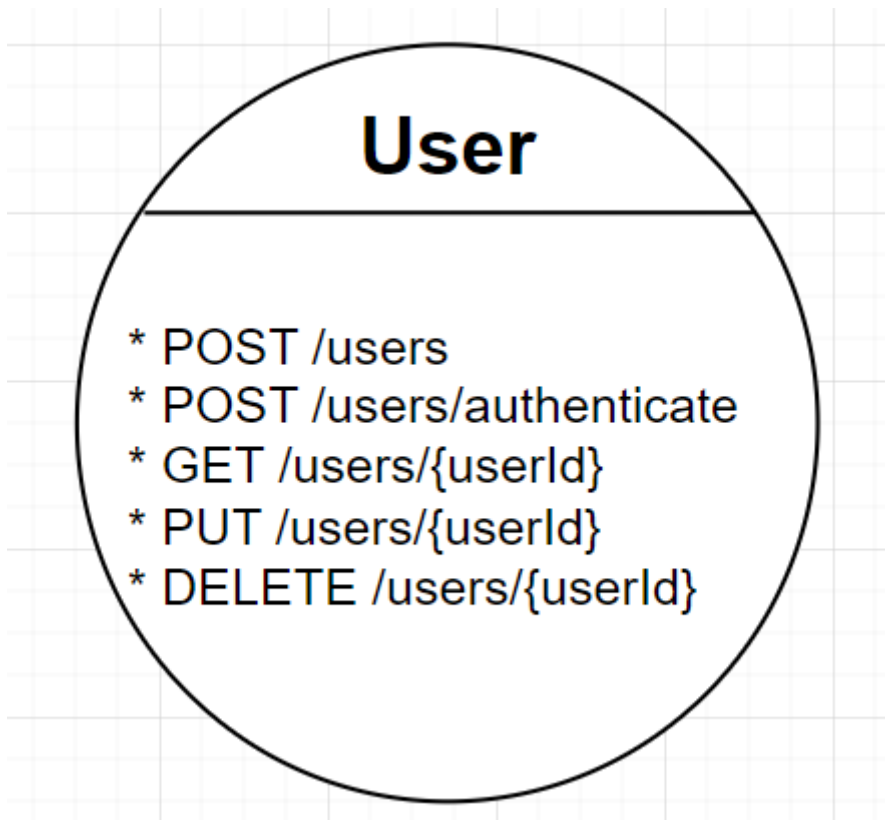 User
* POST /users
* POST /users/authenticate
* GET /users/{userId}
* PUT /users/{userId}
* DELETE /users/{userId}